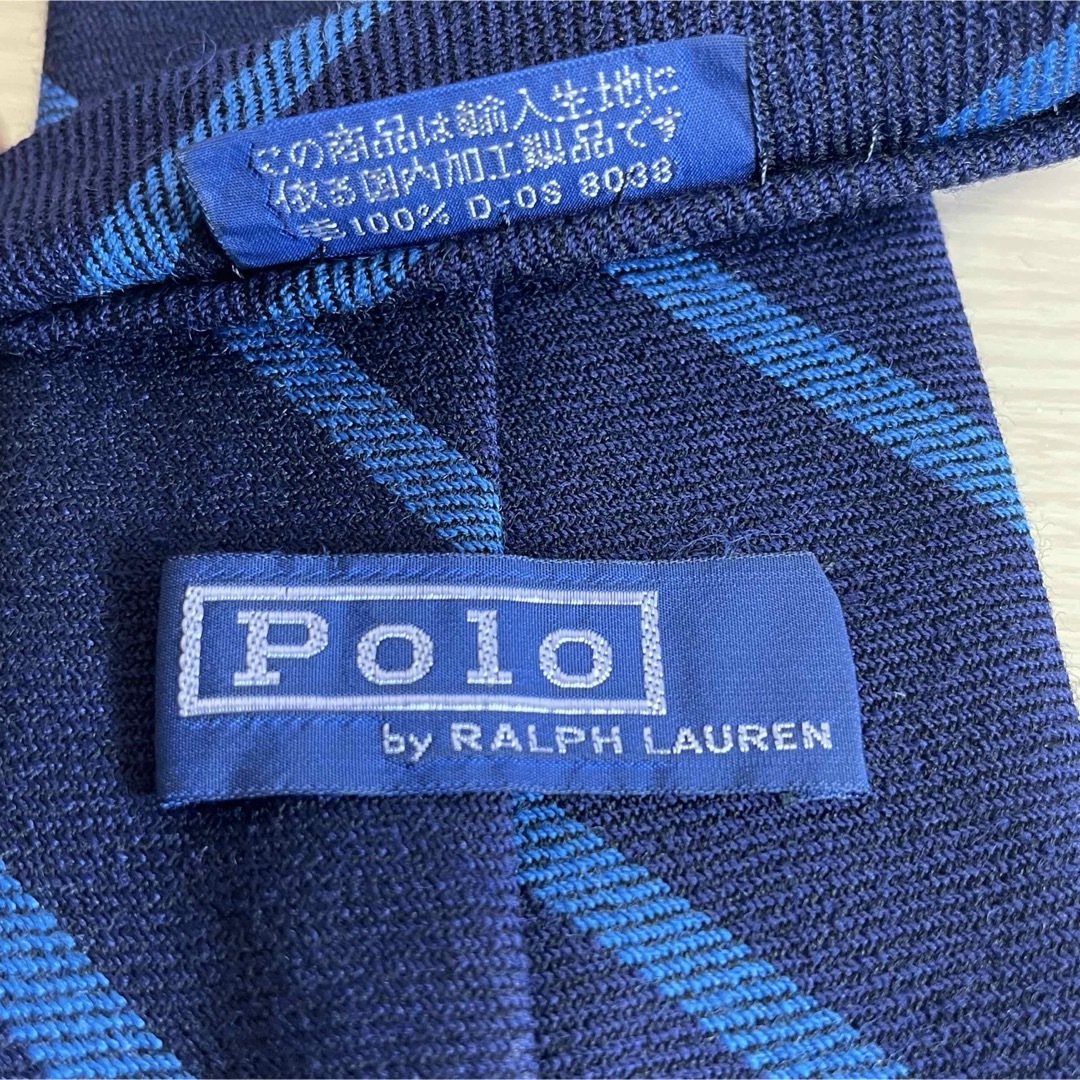 この商品は輸入生地に
依る国内加工製品です
毛100% D-OS 8038
Polo
by RALPH LAUREN